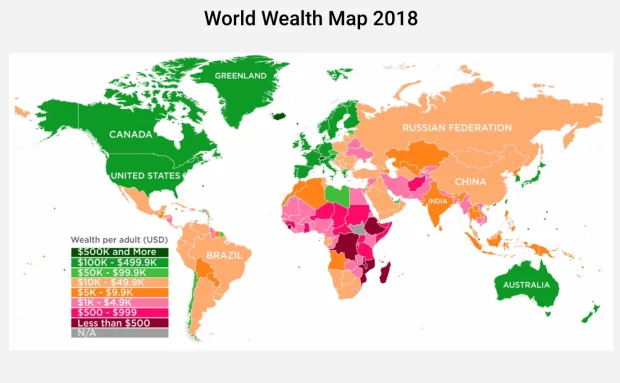 World Wealth Map 2018
GREENLAND
CANADA
RUSSIAN FEDERATION
UNITED STATES
CHINA
INDIA
BRAZIL
AUSTRALIA
Wealth per adult (USD)
$500K and More
$100K - $499.9K
$50K - $99.9K
$10K - $49.9K
$5K - $9.9K
$1K - $4.9K
$500 - $999
Less than $500
N/A